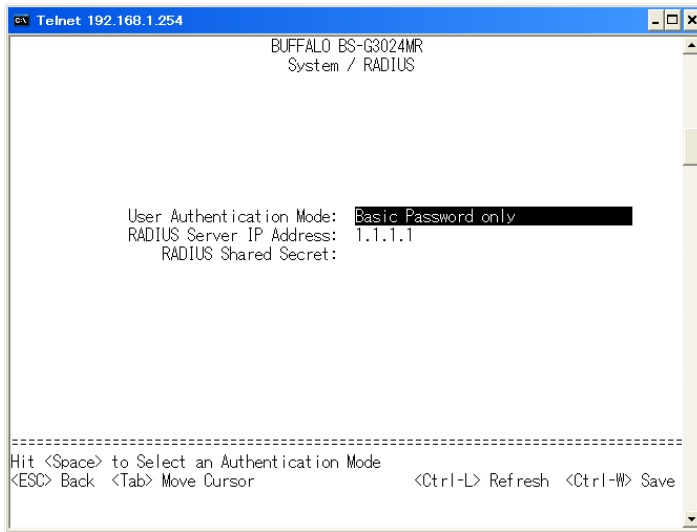 Telnet 192.168.1.254
BUFFALO BS-G3024MR
System / RADIUS
User Authentication Mode: Basic Password only
RADIUS Server IP Address: 1.1.1.1
RADIUS Shared Secret:
================================================================================
Hit <Space> to Select an Authentication Mode
<ESC> Back <Tab> Move Cursor <Ctrl-L> Refresh <Ctrl-W> Save